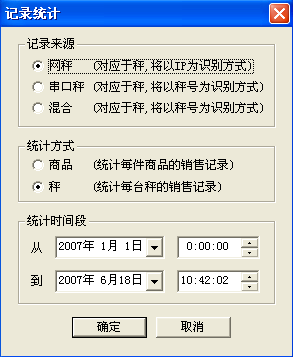 记录统计
记录来源
网秤 (对应于秤,将以IP为识别方式)
串口秤 (对应于秤,将以秤号为识别方式)
混合 (对应于秤,将以秤号为识别方式)
统计方式
商品 (统计每件商品的销售记录)
秤 (统计每台秤的销售记录)
统计时间段
从 2007年 1月 1日 0:00:00
到 2007年 6月18日 10:42:02
确定 取消